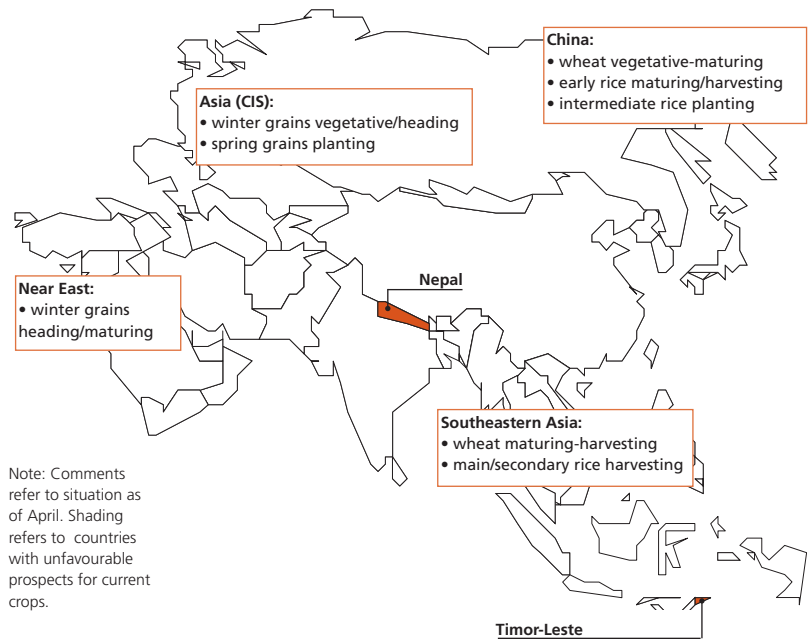 China:
• wheat vegetative-maturing
• early rice maturing/harvesting
• intermediate rice planting
Asia (CIS):
• winter grains vegetative/heading
• spring grains planting
Nepal
Near East:
• winter grains
heading/maturing
Southeastern Asia:
• wheat maturing-harvesting
• main/secondary rice harvesting
Note: Comments
refer to situation as
of April. Shading
refers to countries
with unfavourable
prospects for current
crops.
Timor-Leste